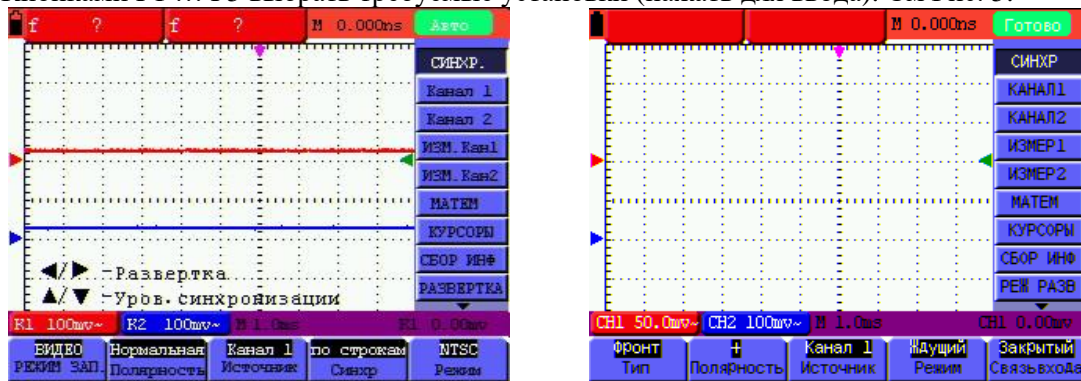 f ? f ? M 0.000ns Авто
СИНХР.
Канал 1
Канал 2
ИЗМ.Кан1
ИЗМ.Кан2
МАТЕМ
КУРСОРЫ
СБОР ИНФ
РАЗВЕРТКА
◄/► -Развертка
▲/▼ -Уров.синхронизации
К1 100mv~ К2 100mv~ M 1.0ms К1 0.00mv
ВИДЕО Нормальная Канал 1 по строкам NTSC
РЕЖИМ ЗАП. Полярность Источник Синхр Режим
M 0.000ns Готово
СИНХР
КАНАЛ1
КАНАЛ2
ИЗМЕР1
ИЗМЕР2
МАТЕМ
КУРСОРЫ
СБОР ИНФ
РЕЖ РАЗВ
CH1 50.0mv~ CH2 100mv~ M 1.0ms CH1 0.00mv
Фронт + Канал 1 Ждущий Закрытый
Тип Полярность Источник Режим Связьвхода